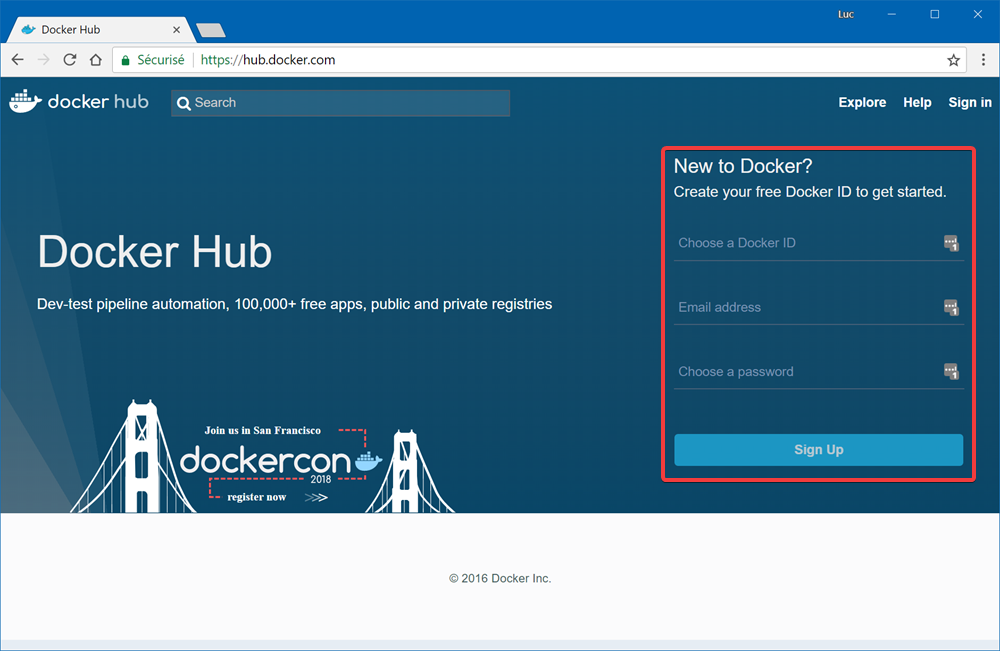 Luc
Docker Hub
Sécurisé https://hub.docker.com
docker hub
Search
Explore Help Sign in
New to Docker?
Create your free Docker ID to get started.
Choose a Docker ID
1
Email address
1
Choose a password
1
Sign Up
Docker Hub
Dev-test pipeline automation, 100,000+ free apps, public and private registries
Join us in San Francisco
dockercon
2018
register now
© 2016 Docker Inc.